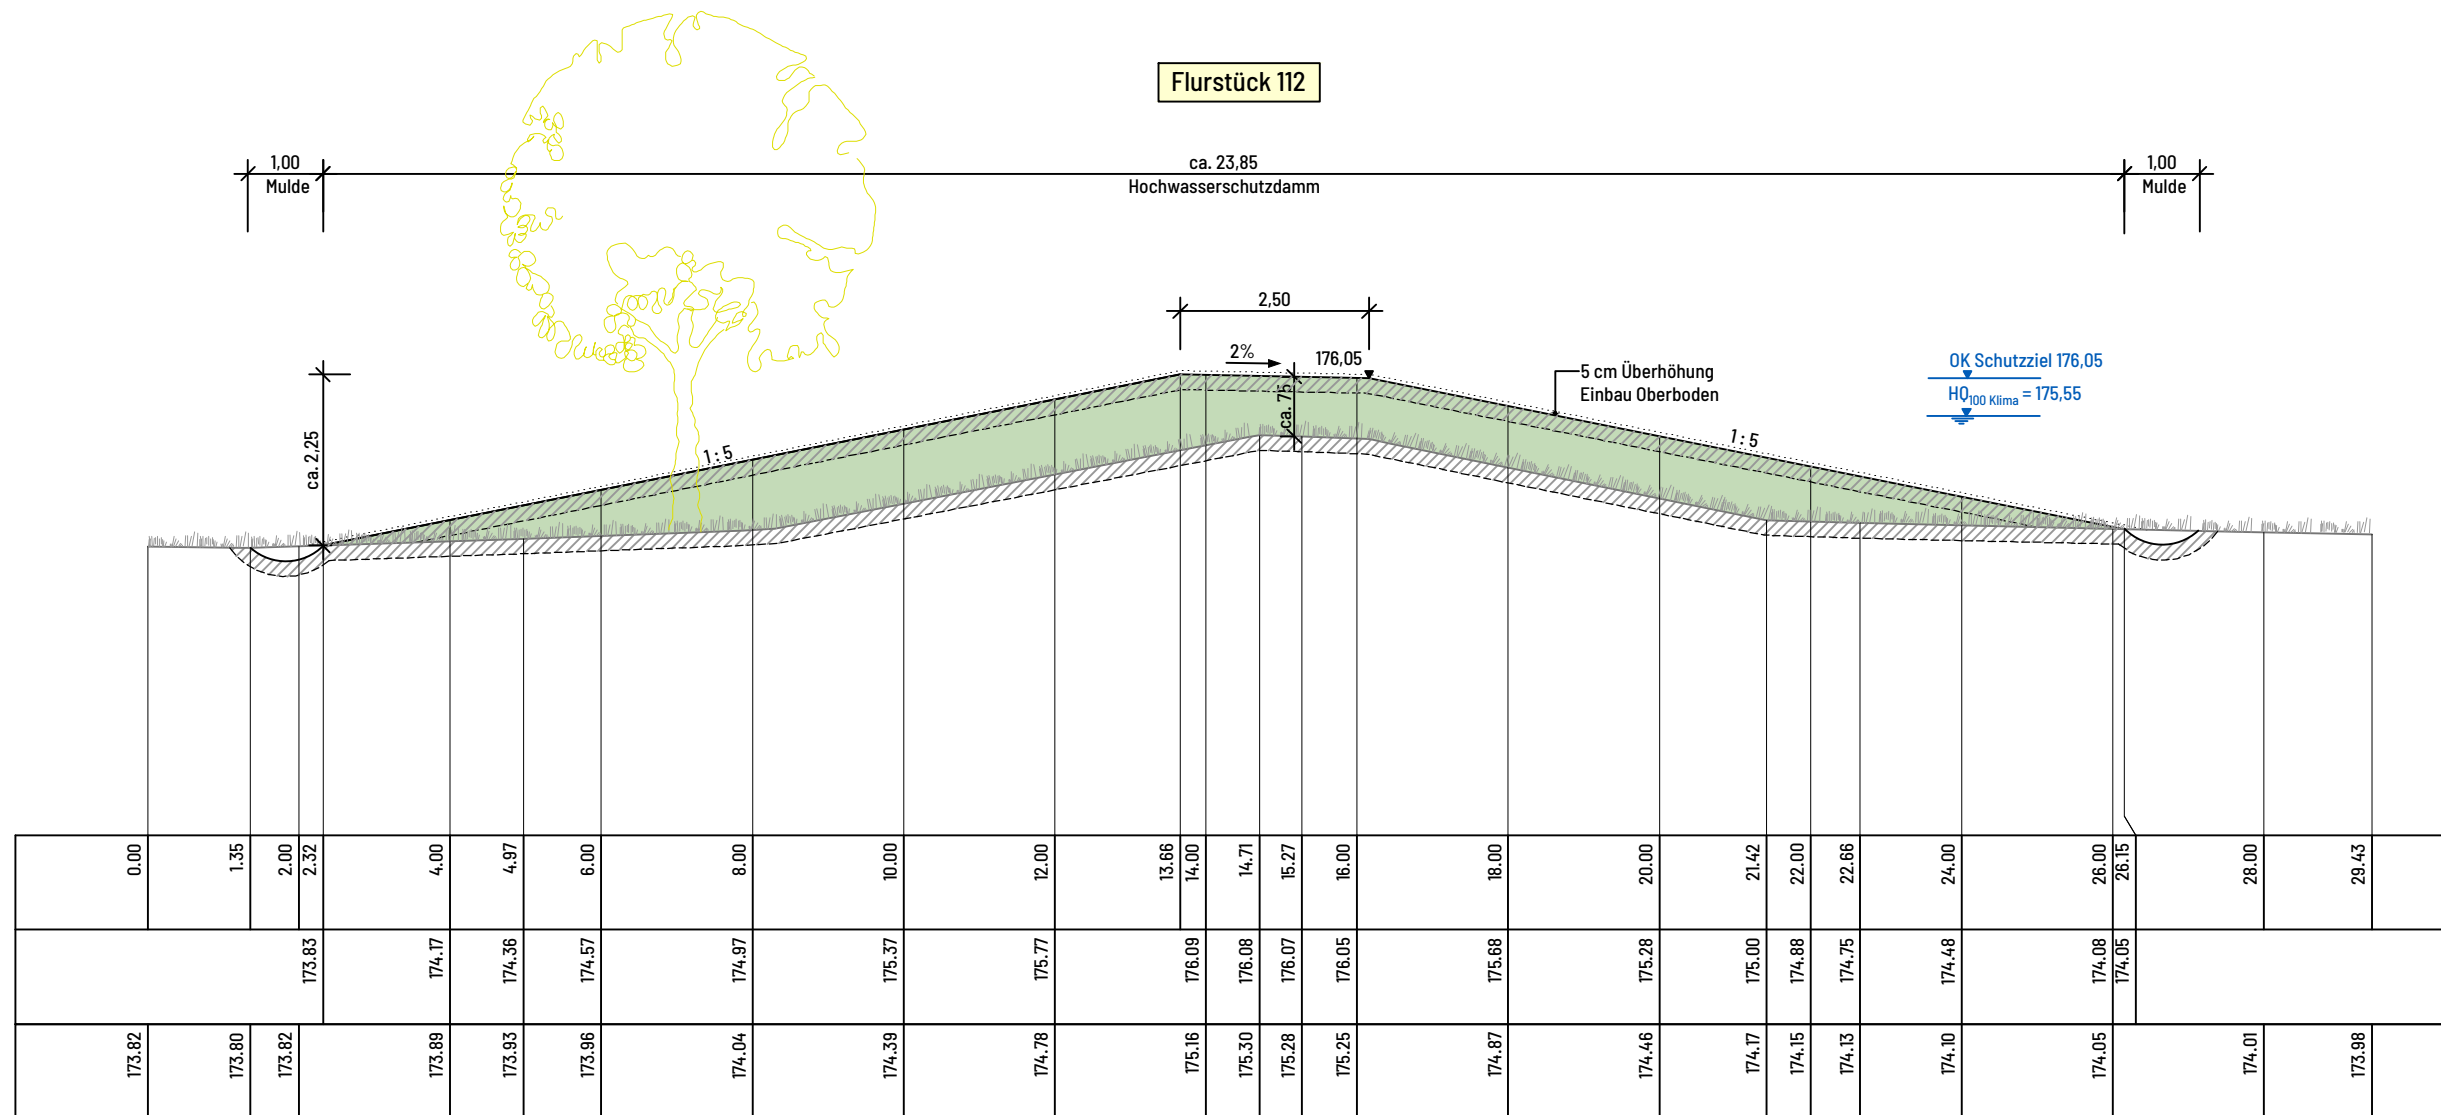 Flurstück 112
1,00
Mulde
ca. 23,85
Hochwasserschutzdamm
1,00
Mulde
2,50
2%
176,05
ca. 75
5 cm Überhöhung
Einbau Oberboden
OK Schutzziel 176,05
HQ100 Klima = 175,55
ca. 2,25
1 : 5
1 : 5
0.00 1.35 2.00 2.32 4.00 4.97 6.00 8.00 10.00 12.00 13.66 14.00 14.71 15.27 16.00 18.00 20.00 21.42 22.00 22.66 24.00 26.00 26.15 28.00 29.43
173.83 174.17 174.36 174.57 174.97 175.37 175.77 176.09 176.08 176.07 176.05 175.68 175.28 175.00 174.88 174.75 174.48 174.08 174.05
173.82 173.80 173.82 173.89 173.93 173.96 174.04 174.39 174.78 175.16 175.30 175.28 175.25 174.87 174.46 174.17 174.15 174.13 174.10 174.05 174.01 173.98